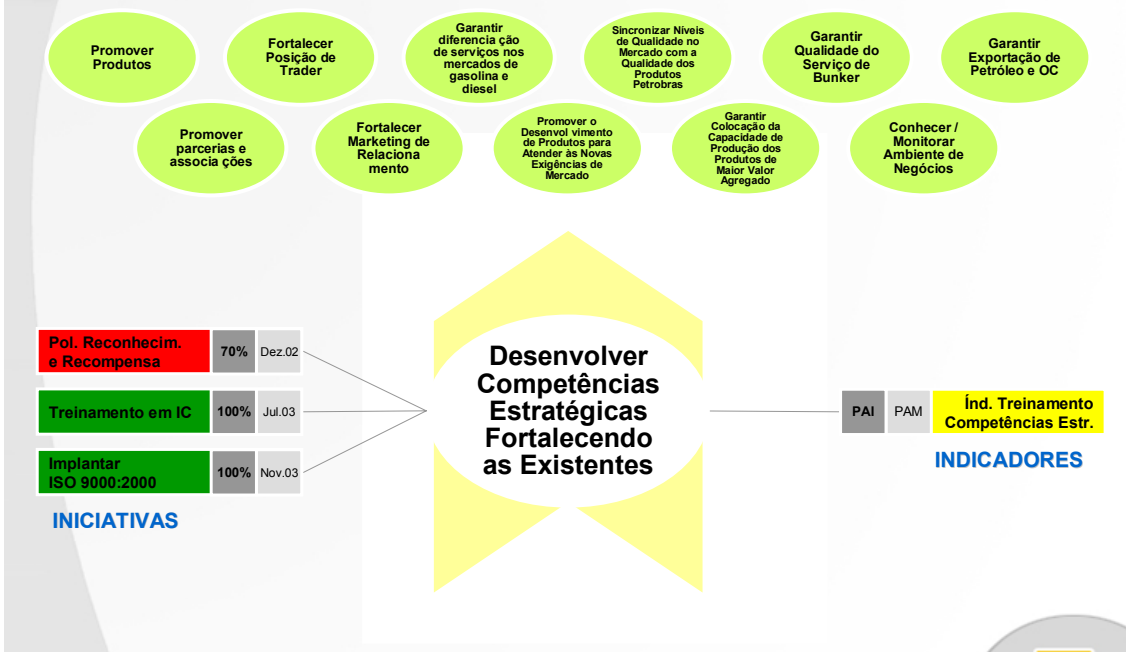 Promover
Produtos
Fortalecer
Posição de
Trader
Garantir
diferencia ção
de serviços nos
mercados de
gasolina e
diesel
Sincronizar Níveis
de Qualidade no
Mercado com a
Qualidade dos
Produtos
Petrobras
Garantir
Qualidade do
Serviço de
Bunker
Garantir
Exportação de
Petróleo e OC
Promover
parcerias e
associa ções
Fortalecer
Marketing de
Relaciona
mento
Promover o
Desenvol vimento
de Produtos para
Atender às Novas
Exigências de
Mercado
Garantir
Colocação da
Capacidade de
Produção dos
Produtos de
Maior Valor
Agregado
Conhecer /
Monitorar
Ambiente de
Negócios
Pol. Reconhecim.
e Recompensa
70%
Dez.02
Treinamento em IC
100%
Jul.03
Implantar
ISO 9000:2000
100%
Nov.03
INICIATIVAS
Desenvolver
Competências
Estratégicas
Fortalecendo
as Existentes
PAI
PAM
Índ. Treinamento
Competências Estr.
INDICADORES